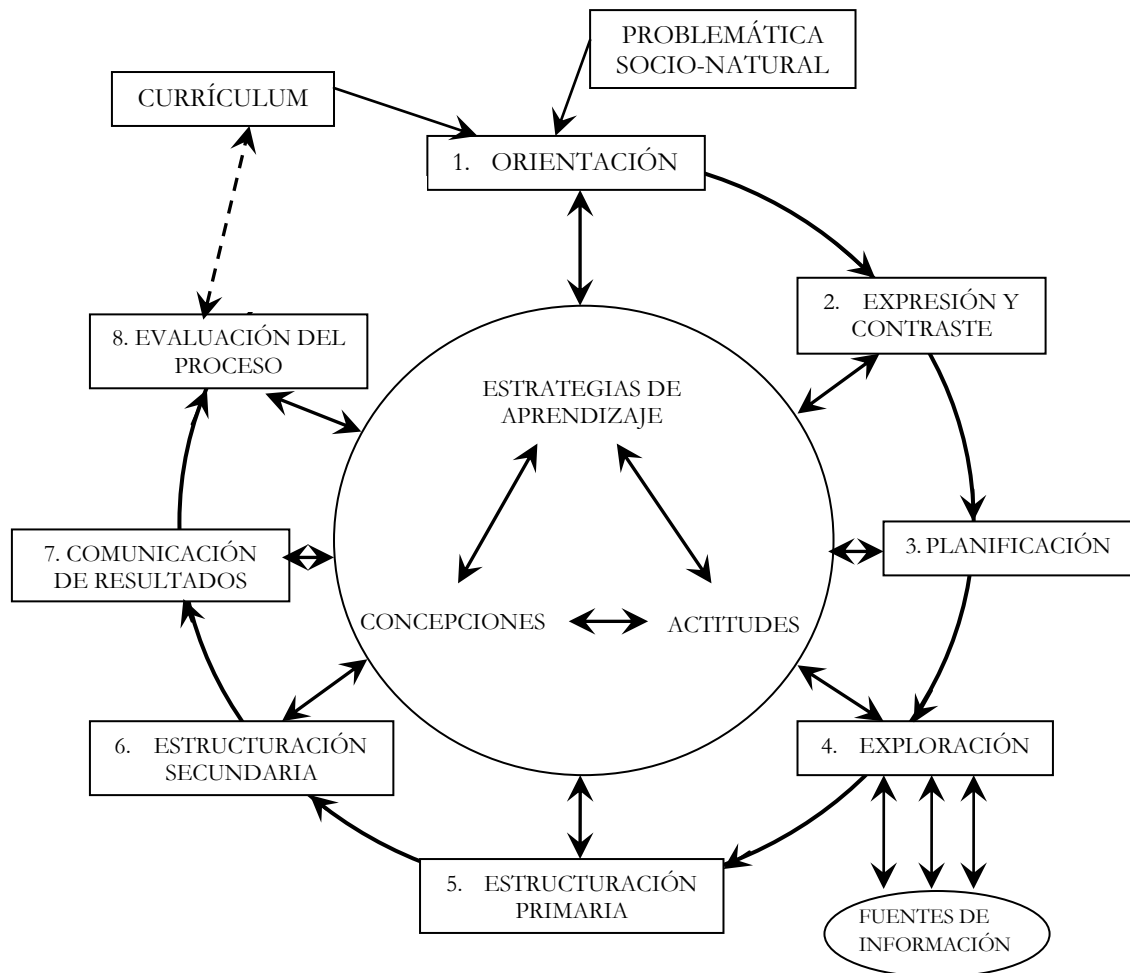 PROBLEMÁTICA
SOCIO-NATURAL
CURRÍCULUM
1. ORIENTACIÓN
2. EXPRESIÓN Y
CONTRASTE
8. EVALUACIÓN DEL
PROCESO
ESTRATEGIAS DE
APRENDIZAJE
7. COMUNICACIÓN
DE RESULTADOS
3. PLANIFICACIÓN
CONCEPCIONES
ACTITUDES
6. ESTRUCTURACIÓN
SECUNDARIA
4. EXPLORACIÓN
5. ESTRUCTURACIÓN
PRIMARIA
FUENTES DE
INFORMACIÓN